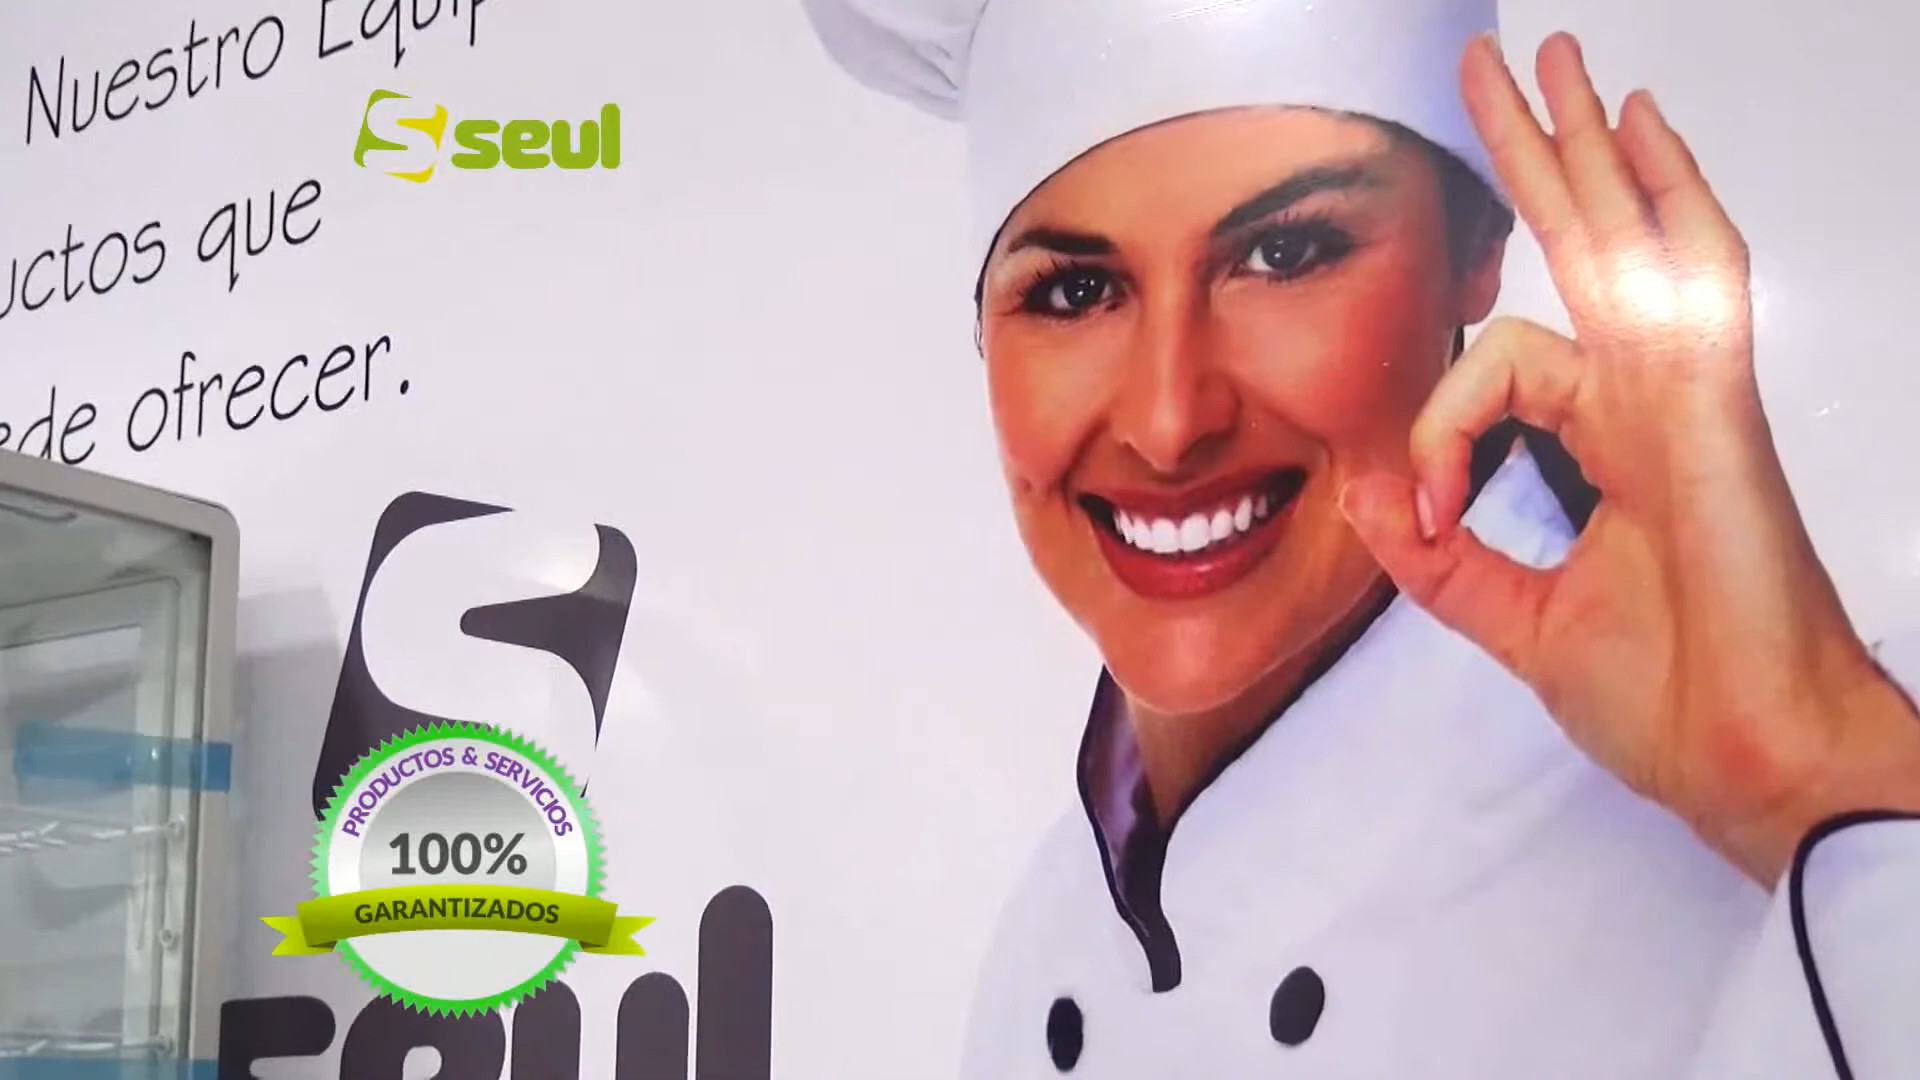 Nuestro Equip
seul
uctos que
ede ofrecer.
PRODUCTOS & SERVICIOS
100%
GARANTIZADOS
seul